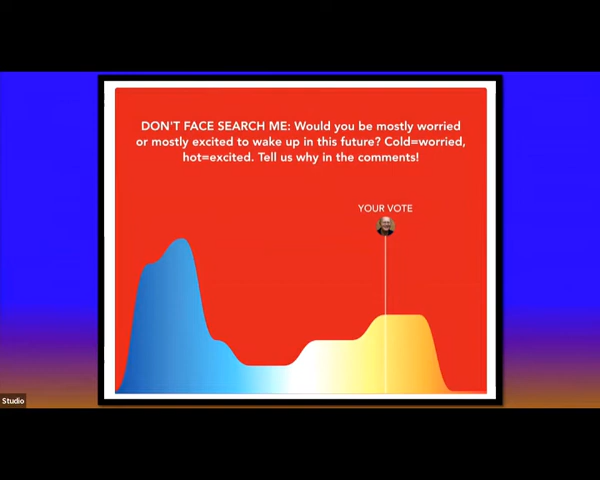 DON'T FACE SEARCH ME: Would you be mostly worried
or mostly excited to wake up in this future? Cold=worried,
hot=excited. Tell us why in the comments!
YOUR VOTE
Studio